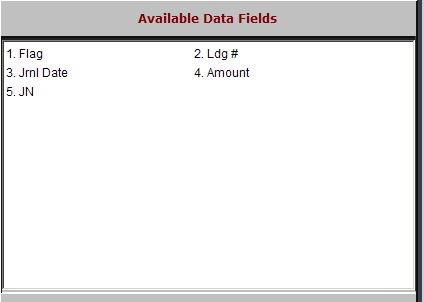 Available Data Fields
1. Flag 2. Ldg #
3. Jrnl Date 4. Amount
5. JN